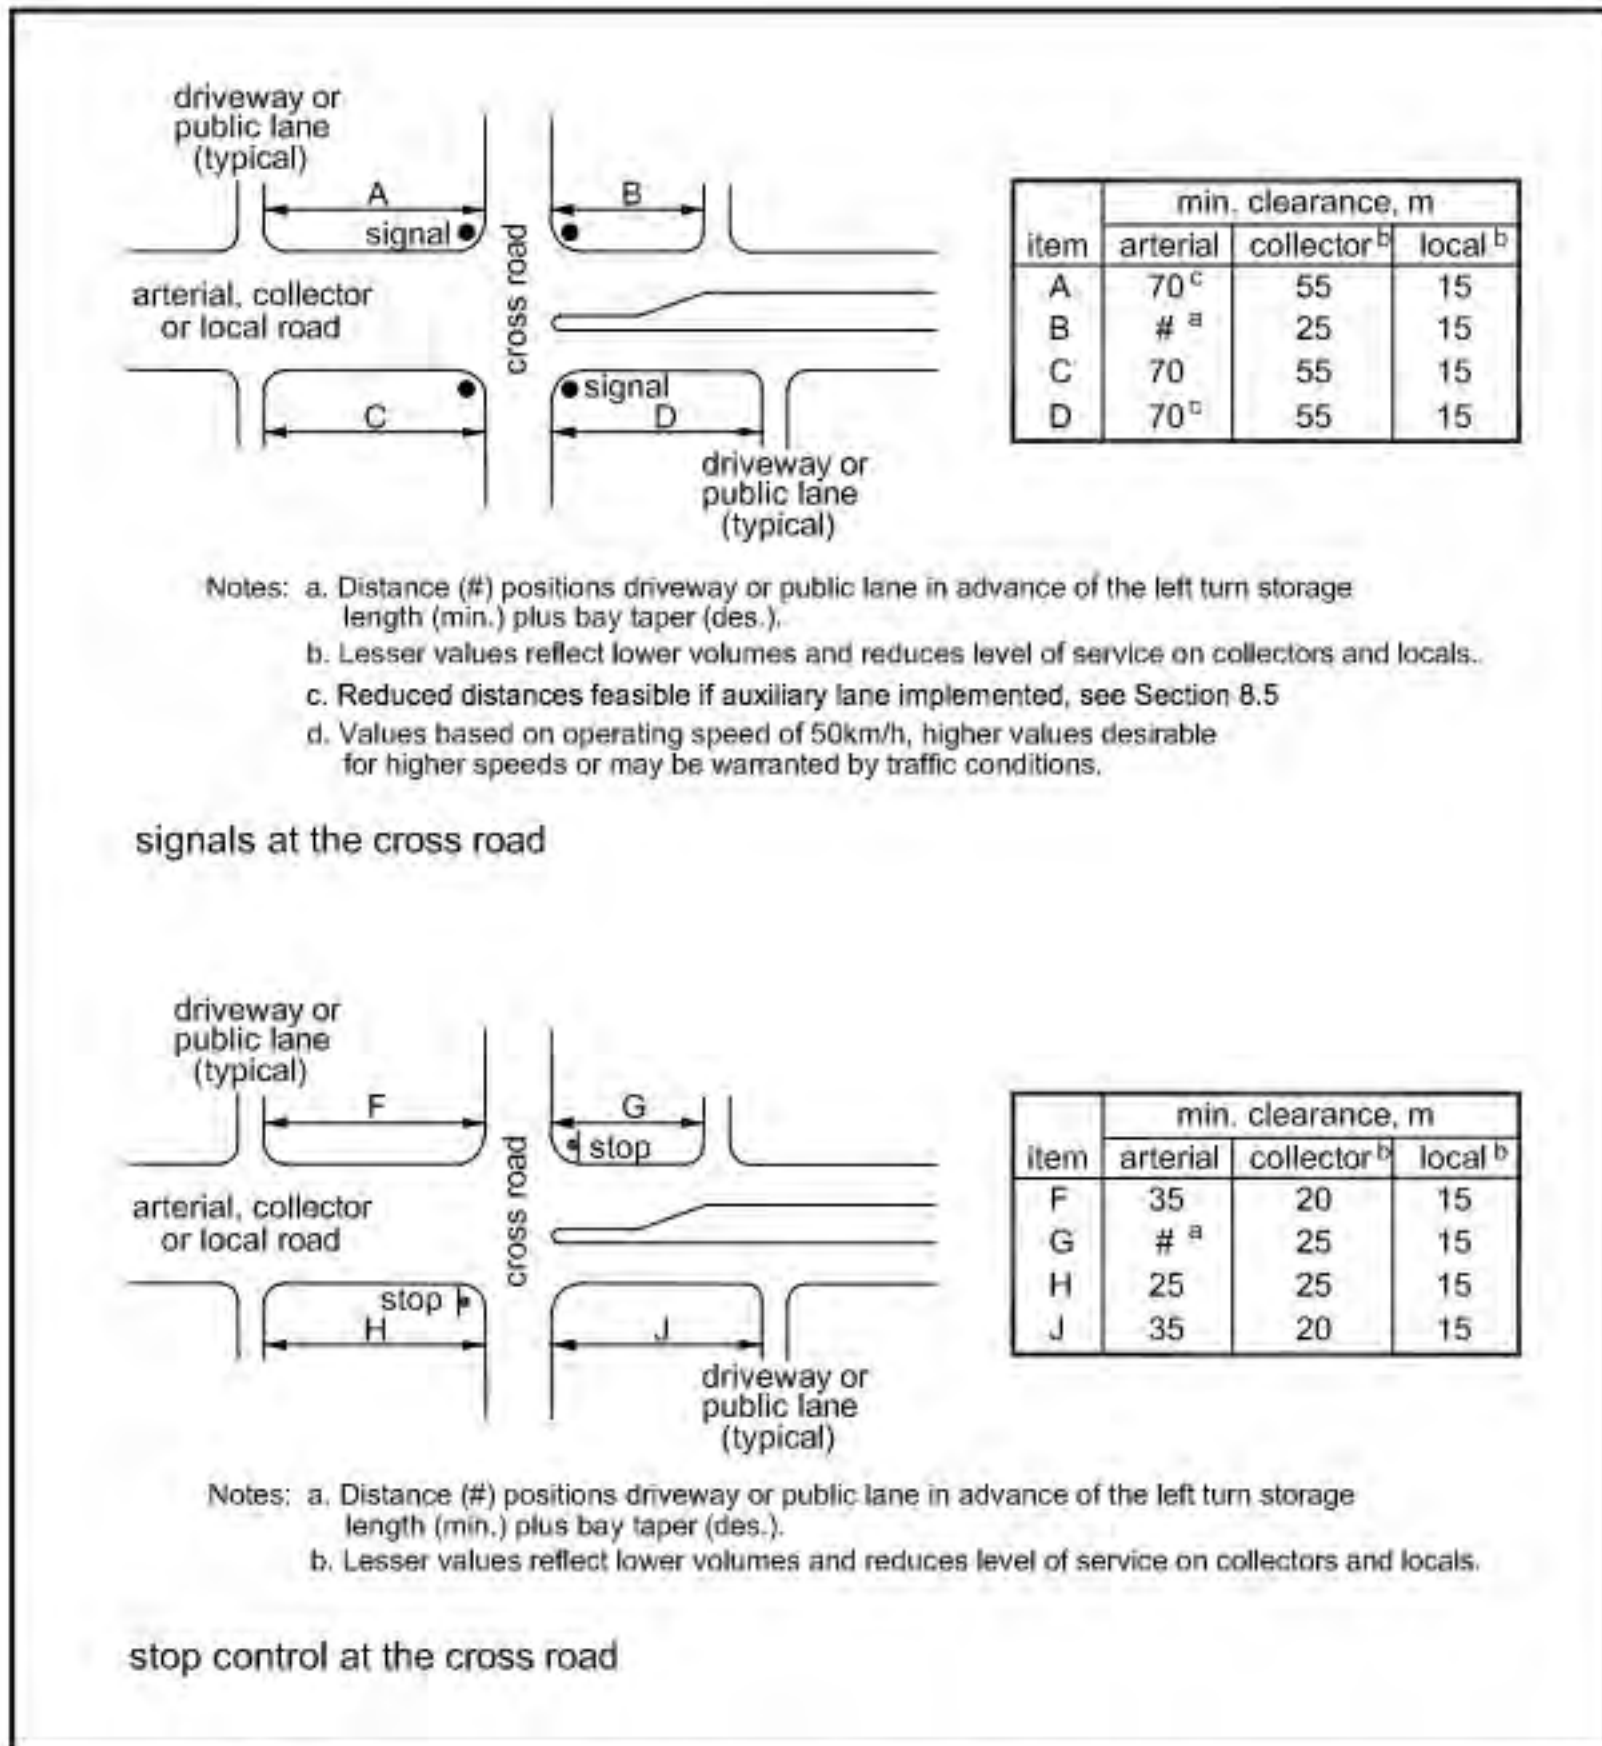 driveway or
public lane
(typical)
A
B
signal
cross road
arterial, collector
or local road
signal
C
D
driveway or
public lane
(typical)
min. clearance, m
item arterial collector b local b
A 70 c 55 15
B # a 25 15
C 70 55 15
D 70 c 55 15
Notes: a. Distance (#) positions driveway or public lane in advance of the left turn storage
length (min.) plus bay taper (des.).
b. Lesser values reflect lower volumes and reduces level of service on collectors and locals..
c. Reduced distances feasible if auxiliary lane implemented, see Section 8.5
d. Values based on operating speed of 50km/h, higher values desirable
for higher speeds or may be warranted by traffic conditions.
signals at the cross road
driveway or
public lane
(typical)
F
G
stop
cross road
arterial, collector
or local road
stop
H
J
driveway or
public lane
(typical)
min. clearance, m
item arterial collector b local b
F 35 20 15
G # a 25 15
H 25 25 15
J 35 20 15
Notes: a. Distance (#) positions driveway or public lane in advance of the left turn storage
length (min.) plus bay taper (des.).
b. Lesser values reflect lower volumes and reduces level of service on collectors and locals.
stop control at the cross road